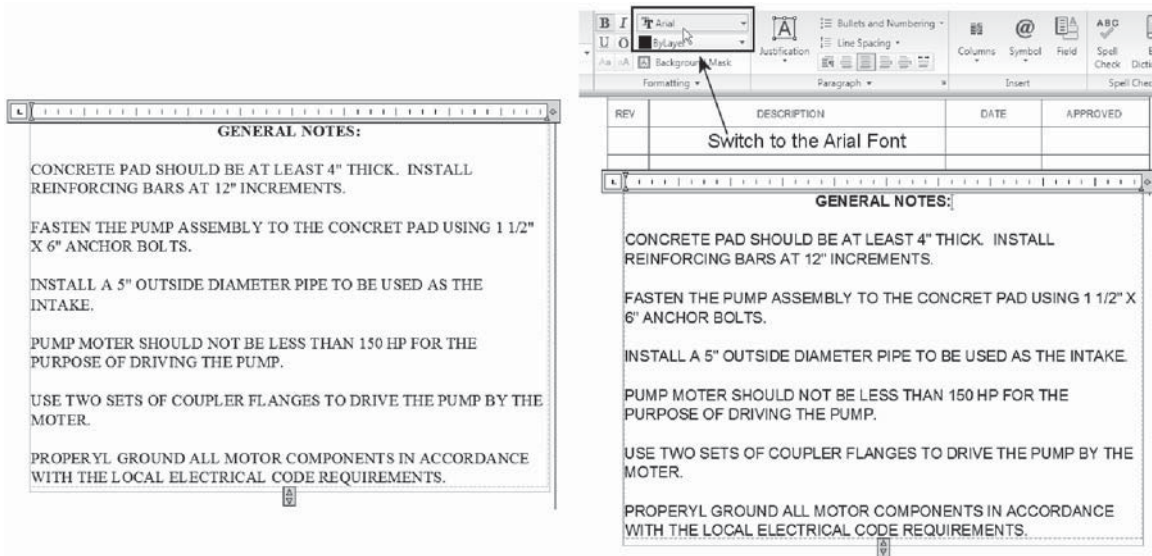 GENERAL NOTES:
CONCRETE PAD SHOULD BE AT LEAST 4" THICK. INSTALL
REINFORCING BARS AT 12" INCREMENTS.
FASTEN THE PUMP ASSEMBLY TO THE CONCRET PAD USING 1 1/2"
X 6" ANCHOR BOLTS.
INSTALL A 5" OUTSIDE DIAMETER PIPE TO BE USED AS THE
INTAKE.
PUMP MOTER SHOULD NOT BE LESS THAN 150 HP FOR THE
PURPOSE OF DRIVING THE PUMP.
USE TWO SETS OF COUPLER FLANGES TO DRIVE THE PUMP BY THE
MOTER.
PROPERYL GROUND ALL MOTOR COMPONENTS IN ACCORDANCE
WITH THE LOCAL ELECTRICAL CODE REQUIREMENTS.
B I Arial
U O ByLayer
Background Mask
Formatting
Justification
Bullets and Numbering
Line Spacing
Paragraph
Columns
@
Symbol
Field
Insert
ABC
Spell
Check
REV DESCRIPTION DATE APPROVED
Switch to the Arial Font
GENERAL NOTES:
CONCRETE PAD SHOULD BE AT LEAST 4" THICK. INSTALL
REINFORCING BARS AT 12" INCREMENTS.
FASTEN THE PUMP ASSEMBLY TO THE CONCRET PAD USING 1 1/2" X
6" ANCHOR BOLTS.
INSTALL A 5" OUTSIDE DIAMETER PIPE TO BE USED AS THE INTAKE.
PUMP MOTER SHOULD NOT BE LESS THAN 150 HP FOR THE
PURPOSE OF DRIVING THE PUMP.
USE TWO SETS OF COUPLER FLANGES TO DRIVE THE PUMP BY THE
MOTER.
PROPERYL GROUND ALL MOTOR COMPONENTS IN ACCORDANCE
WITH THE LOCAL ELECTRICAL CODE REQUIREMENTS.